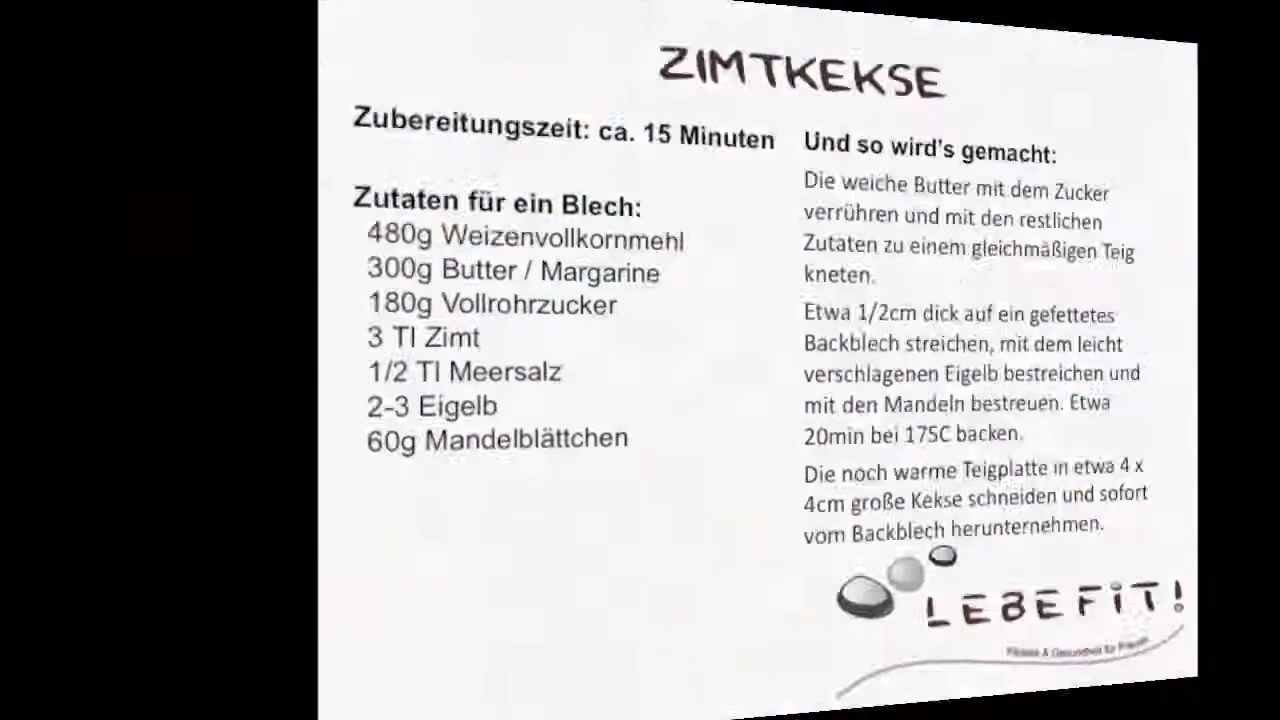 ZIMTKEKSE
Zubereitungszeit: ca. 15 Minuten
Zutaten für ein Blech:
480g Weizenvollkornmehl
300g Butter / Margarine
180g Vollrohrzucker
3 Tl Zimt
1/2 Tl Meersalz
2-3 Eigelb
60g Mandelblättchen
Und so wird's gemacht:
Die weiche Butter mit dem Zucker
verrühren und mit den restlichen
Zutaten zu einem gleichmäßigen Teig
kneten.
Etwa 1/2cm dick auf ein gefettetes
Backblech streichen, mit dem leicht
verschlagenen Eigelb bestreichen und
mit den Mandeln bestreuen. Etwa
20min bei 175C backen.
Die noch warme Teigplatte in etwa 4 x
4cm große Kekse schneiden und sofort
vom Backblech herunternehmen.
LEBEFiT!
Fitness & Gesundheit für Frauen